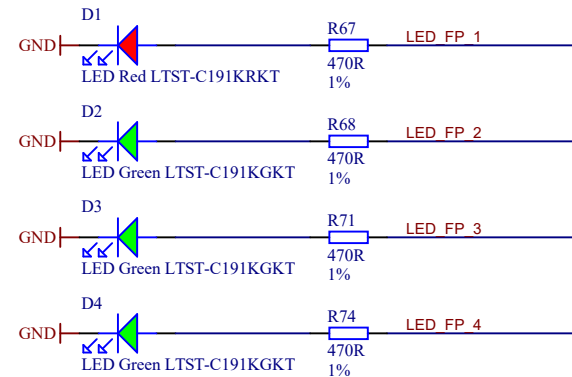 D1
R67
LED_FP_1
GND
470R
LED Red LTST-C191KRKT
1%
D2
R68
LED_FP_2
GND
470R
LED Green LTST-C191KGKT
1%
D3
R71
LED_FP_3
GND
470R
LED Green LTST-C191KGKT
1%
D4
R74
LED_FP_4
GND
470R
LED Green LTST-C191KGKT
1%